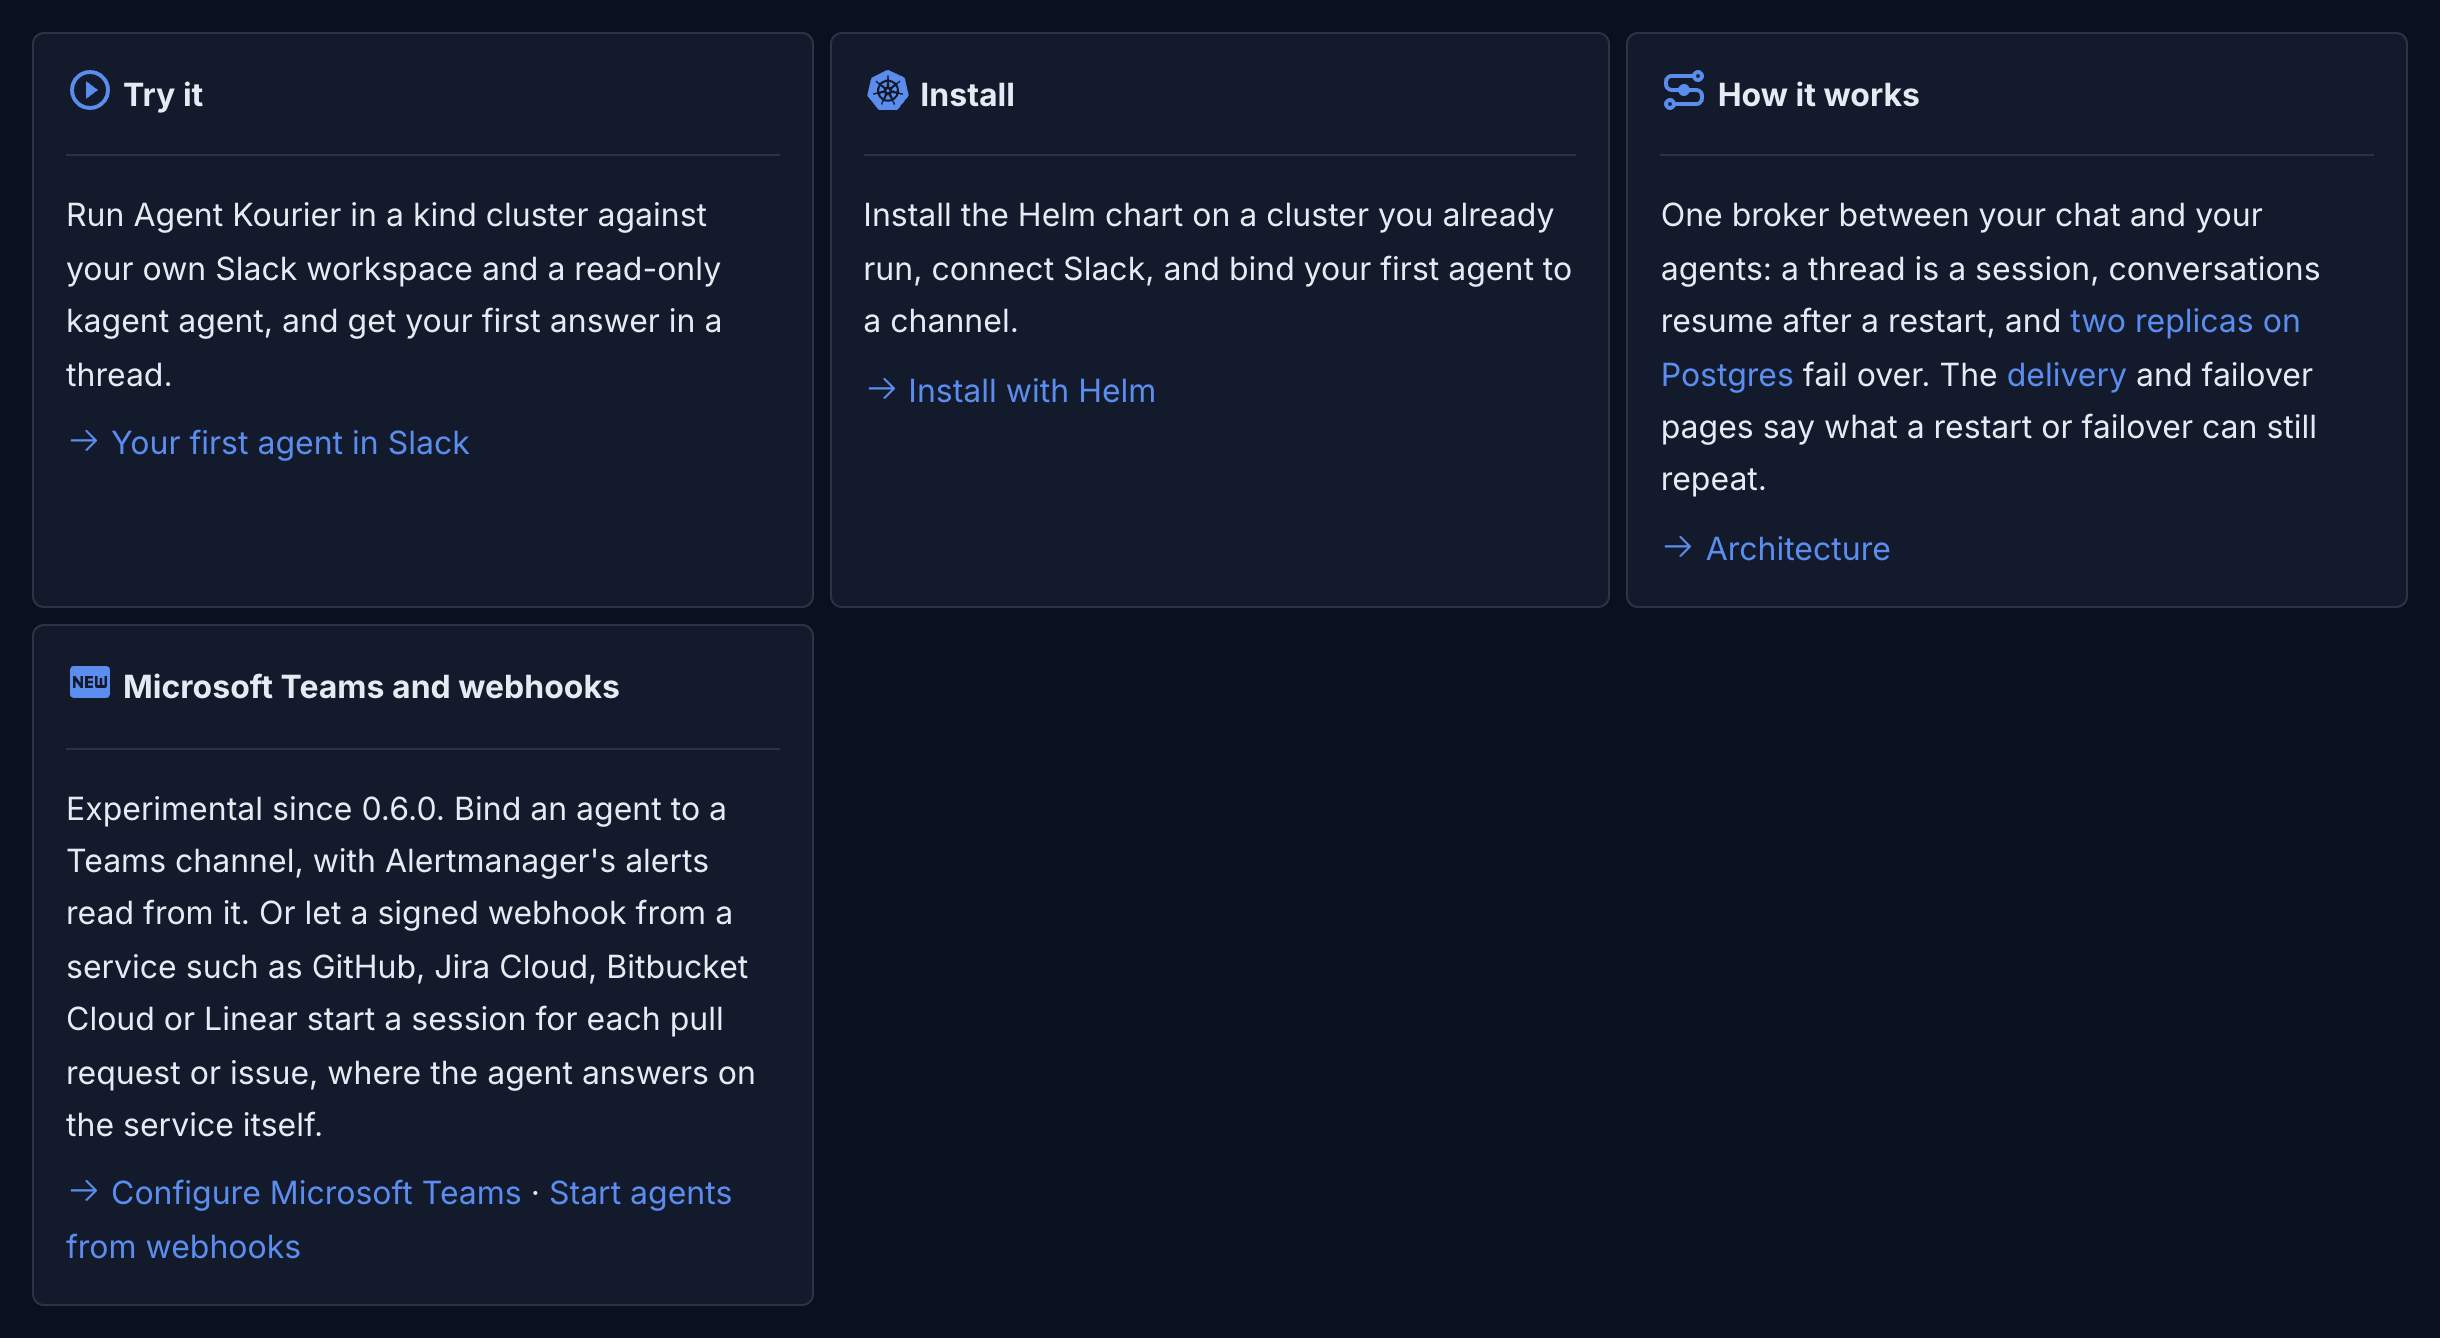 Try it
Run Agent Kourier in a kind cluster against
your own Slack workspace and a read-only
kagent agent, and get your first answer in a
thread.
→ Your first agent in Slack
Install
Install the Helm chart on a cluster you already
run, connect Slack, and bind your first agent to
a channel.
→ Install with Helm
How it works
One broker between your chat and your
agents: a thread is a session, conversations
resume after a restart, and two replicas on
Postgres fail over. The delivery and failover
pages say what a restart or failover can still
repeat.
→ Architecture
NEW Microsoft Teams and webhooks
Experimental since 0.6.0. Bind an agent to a
Teams channel, with Alertmanager's alerts
read from it. Or let a signed webhook from a
service such as GitHub, Jira Cloud, Bitbucket
Cloud or Linear start a session for each pull
request or issue, where the agent answers on
the service itself.
→ Configure Microsoft Teams · Start agents
from webhooks